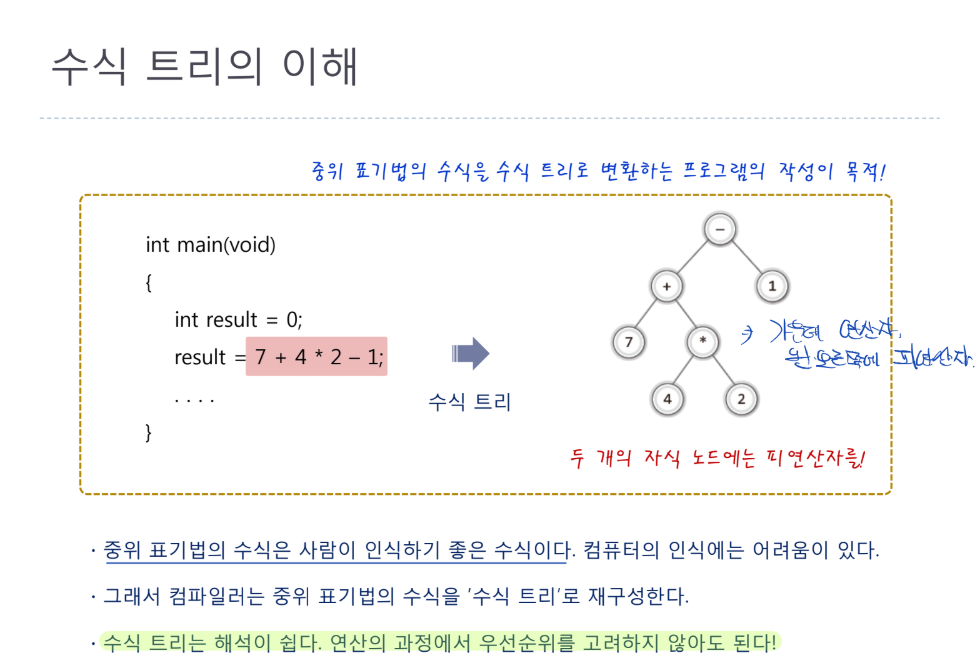 수식 트리의 이해
중위 표기법의 수식을 수식 트리로 변환하는 프로그램의 작성이 목적!
int main(void)
{
int result = 0;
result = 7 + 4 * 2 – 1;
. . . .
}
수식 트리
–
+
1
7
*
4
2
→ 가운데 연산자,
오른쪽에 피연산자.
두 개의 자식 노드에는 피연산자를!
· 중위 표기법의 수식은 사람이 인식하기 좋은 수식이다. 컴퓨터의 인식에는 어려움이 있다.
· 그래서 컴파일러는 중위 표기법의 수식을 '수식 트리'로 재구성한다.
· 수식 트리는 해석이 쉽다. 연산의 과정에서 우선순위를 고려하지 않아도 된다!